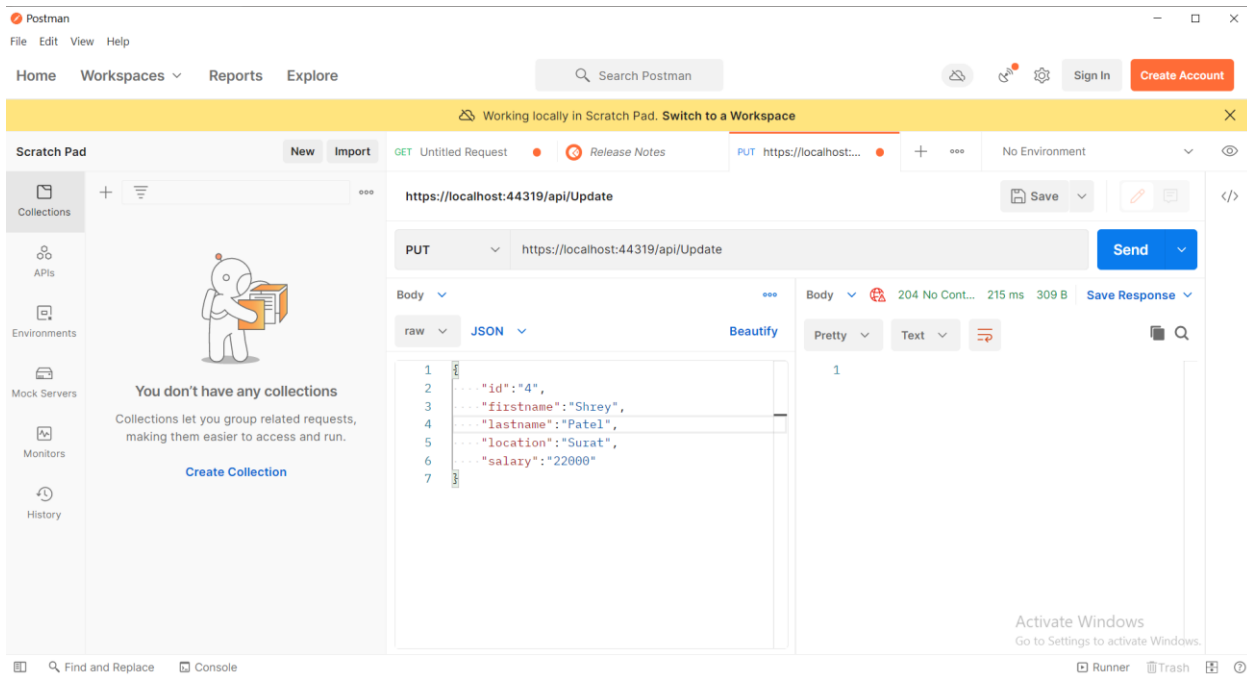 Postman
File Edit View Help
Home Workspaces Reports Explore Search Postman Sign In Create Account
Working locally in Scratch Pad. Switch to a Workspace
Scratch Pad New Import GET Untitled Request Release Notes PUT https://localhost:... No Environment
Collections
APIs
Environments
Mock Servers
Monitors
History
You don't have any collections
Collections let you group related requests,
making them easier to access and run.
Create Collection
https://localhost:44319/api/Update Save
PUT https://localhost:44319/api/Update Send
Body
raw JSON Beautify
1 {
2 "id":"4",
3 "firstname":"Shrey",
4 "lastname":"Patel",
5 "location":"Surat",
6 "salary":"22000"
7 }
Body 204 No Cont... 215 ms 309 B Save Response
Pretty Text
1
Activate Windows
Go to Settings to activate Windows.
Find and Replace Console Runner Trash